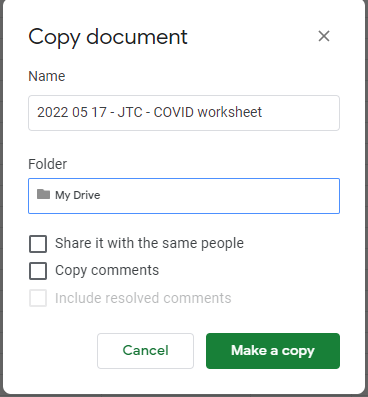 Copy document
Name
2022 05 17 - JTC - COVID worksheet
Folder
My Drive
Share it with the same people
Copy comments
Include resolved comments
Cancel Make a copy